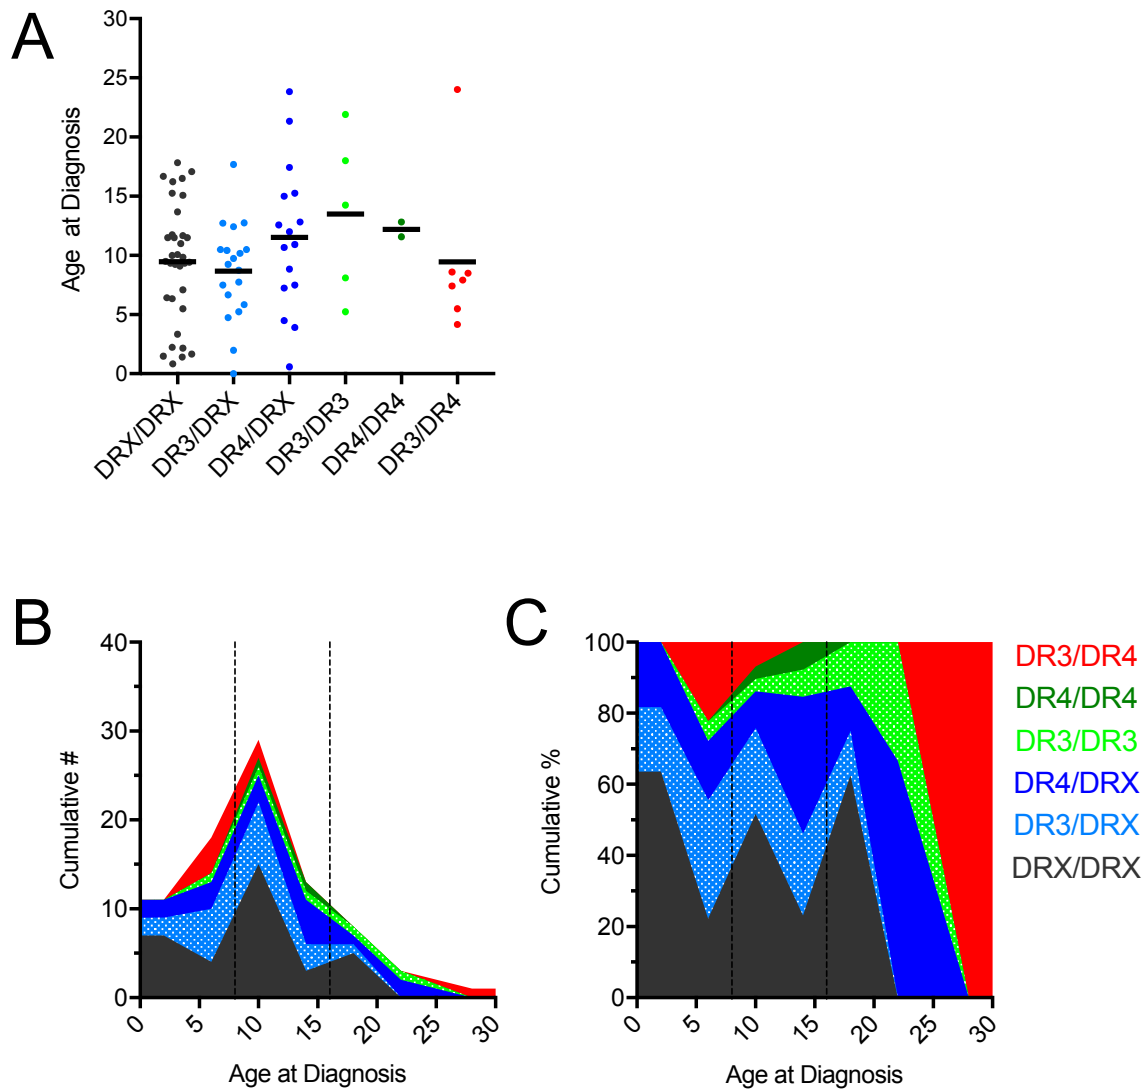 A
30
25
20
15
10
5
0
Age at Diagnosis
DRX/DRX
DR3/DRX
DR4/DRX
DR3/DR3
DR4/DR4
DR3/DR4
B
40
30
20
10
0
Cumulative #
0
5
10
15
20
25
30
Age at Diagnosis
C
100
80
60
40
20
0
Cumulative %
0
5
10
15
20
25
30
Age at Diagnosis
DR3/DR4
DR4/DR4
DR3/DR3
DR4/DRX
DR3/DRX
DRX/DRX